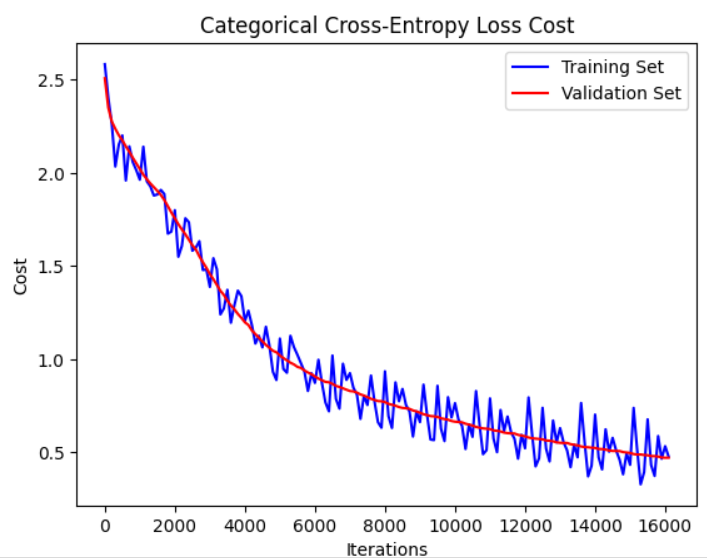 Categorical Cross-Entropy Loss Cost
Training Set
Validation Set
Cost
2.5
2.0
1.5
1.0
0.5
0 2000 4000 6000 8000 10000 12000 14000 16000
Iterations